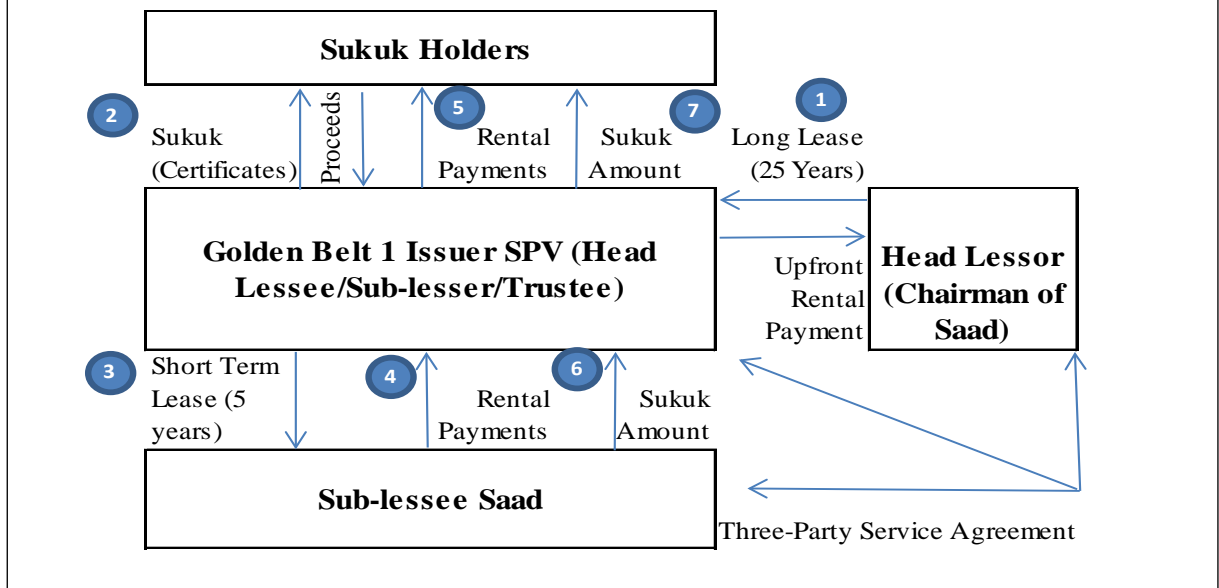 Sukuk Holders
2
Sukuk
(Certificates)
Proceeds
5
Rental
Payments
Sukuk
Amount
7
1
Long Lease
(25 Years)
Golden Belt 1 Issuer SPV (Head
Lessee/Sub-lesser/Trustee)
Upfront
Rental
Payment
Head Lessor
(Chairman of
Saad)
3
Short Term
Lease (5
years)
4
Rental
Payments
6
Sukuk
Amount
Sub-lessee Saad
Three-Party Service Agreement